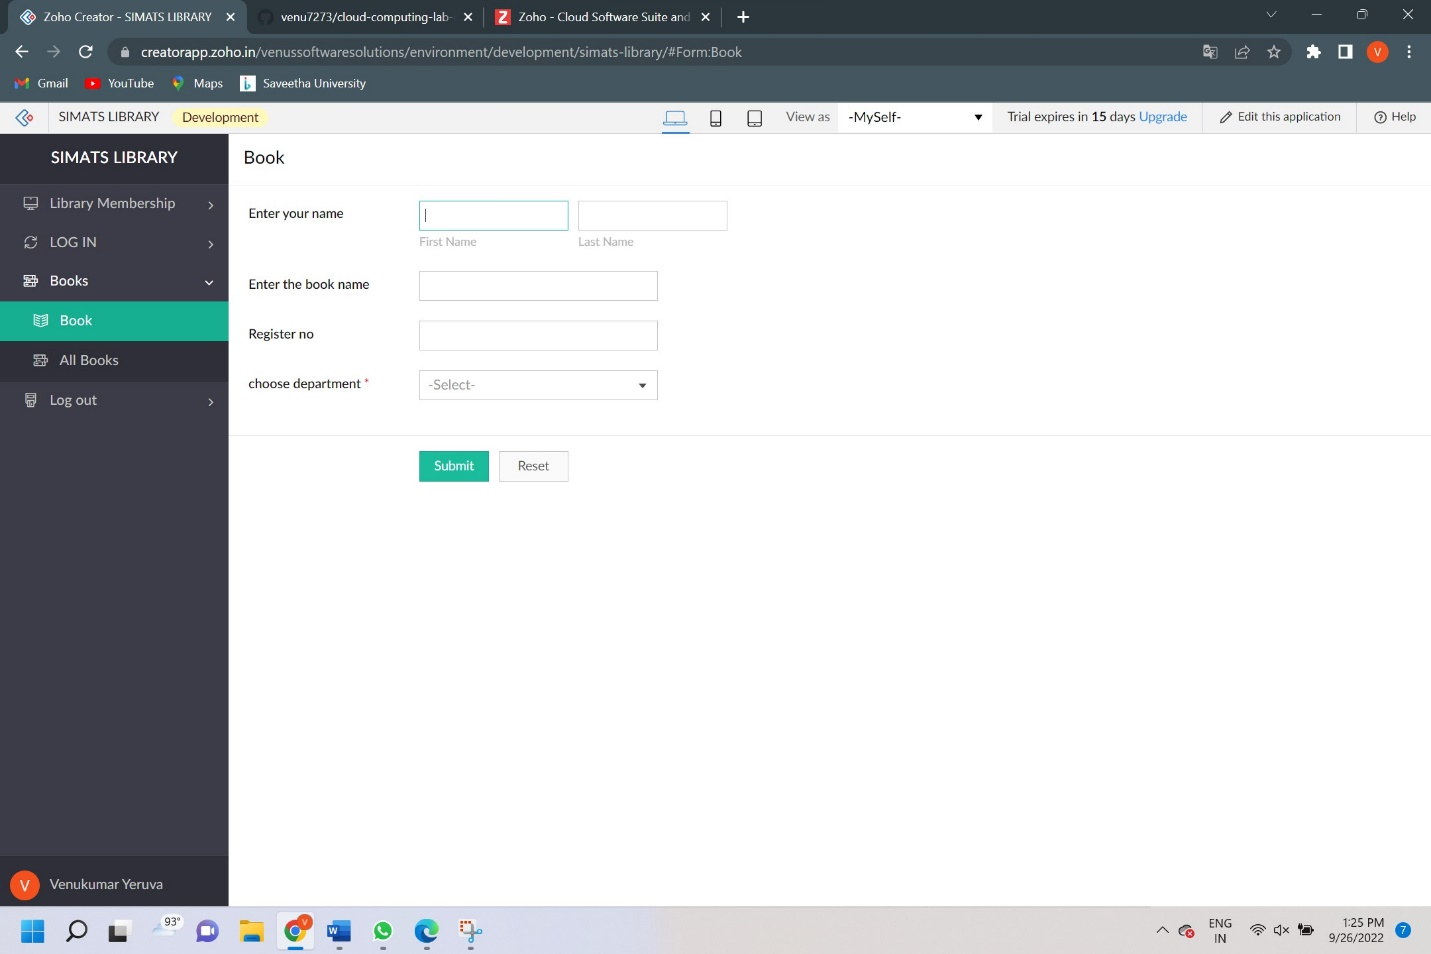 Zoho Creator - SIMATS LIBRARY
venu7273/cloud-computing-lab-
Zoho - Cloud Software Suite and
creatorapp.zoho.in/venussoftwaresolutions/environment/development/simats-library/#Form:Book
V
Gmail
YouTube
Maps
Saveetha University
SIMATS LIBRARY
Development
View as
-MySelf-
Trial expires in 15 days Upgrade
Edit this application
Help
SIMATS LIBRARY
Library Membership
LOG IN
Books
Book
All Books
Log out
V
Venukumar Yeruva
Book
Enter your name
First Name
Last Name
Enter the book name
Register no
choose department *
-Select-
Submit
Reset
93°
ENG
IN
1:25 PM
9/26/2022
7